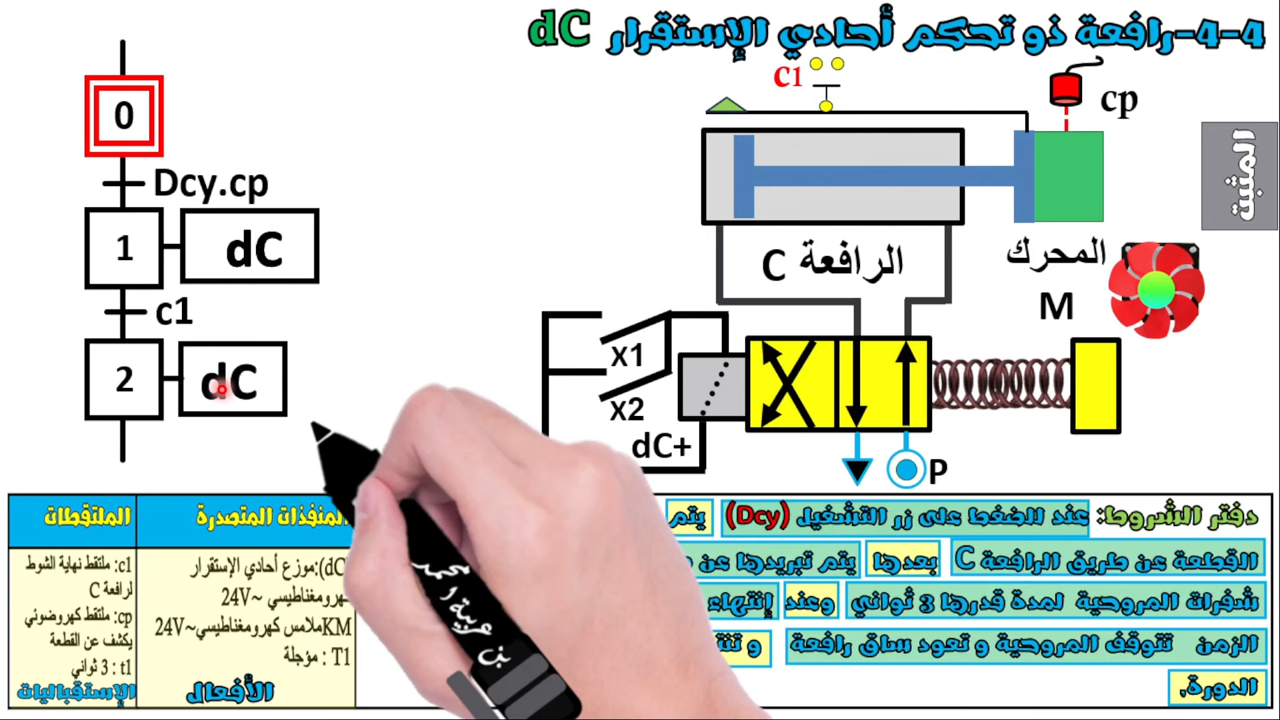 4-4-رافعة ذو تحكم أحادي الإستقرار dC
c1
cp
المثبت
0
Dcy.cp
1
dC
c1
2
dC
الرافعة C
المحرك
M
X1
X2
dC+
P
دفتر الشروط: عند الضغط على زر التشغيل (Dcy) يتم
القطعة عن طريق الرافعة C بعدها يتم تبريدها عن
شفرات المروحية لمدة قدرها 3 ثواني وعند إنتهاء
الزمن تتوقف المروحية و تعود ساق رافعة
الدورة.
المنفذات المتصدرة
dC):موزع أحادي الإستقرار
كهرومغناطيسي ~24V
KMملامس كهرومغناطيسي~24V
T1 : مؤجلة
الأفعال
الملتقطات
c1: ملتقط نهاية الشوط
لرافعة C
cp: ملتقط كهروضوئي
يكشف عن القطعة
t1 : 3 ثواني
الإستقباليات